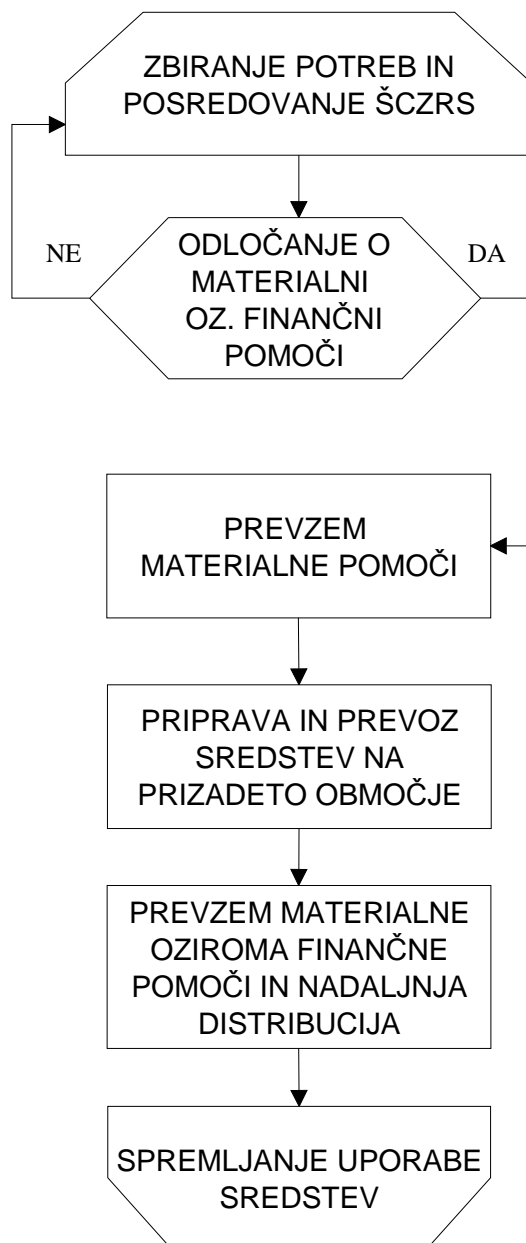 ZBIRANJE POTREB IN
POSREDOVANJE ŠCZRS
NE
ODLOČANJE O
MATERIALNI
OZ. FINANČNI
POMOČI
DA
PREVZEM
MATERIALNE POMOČI
PRIPRAVA IN PREVOZ
SREDSTEV NA
PRIZADETO OBMOČJE
PREVZEM MATERIALNE
OZIROMA FINANČNE
POMOČI IN NADALJNJA
DISTRIBUCIJA
SPREMLJANJE UPORABE
SREDSTEV